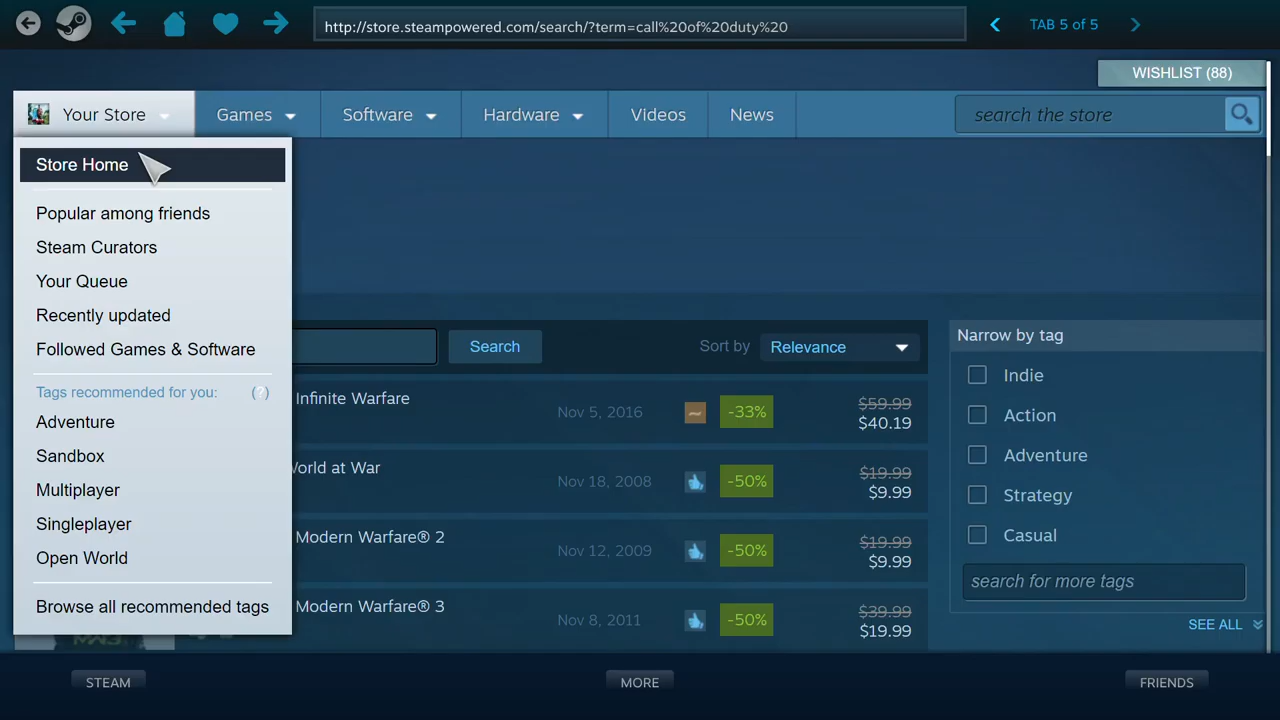 http://store.steampowered.com/search/?term=call%20of%20duty%20
TAB 5 of 5
WISHLIST (88)
Your Store
Games
Software
Hardware
Videos
News
search the store
Store Home
Popular among friends
Steam Curators
Your Queue
Recently updated
Followed Games & Software
Tags recommended for you:
(?)
Adventure
Sandbox
Multiplayer
Singleplayer
Open World
Browse all recommended tags
Search
Sort by
Relevance
Infinite Warfare
Nov 5, 2016
-33%
$59.99
$40.19
World at War
Nov 18, 2008
-50%
$19.99
$9.99
Modern Warfare® 2
Nov 12, 2009
-50%
$19.99
$9.99
Modern Warfare® 3
Nov 8, 2011
-50%
$39.99
$19.99
Narrow by tag
Indie
Action
Adventure
Strategy
Casual
search for more tags
SEE ALL
STEAM
MORE
FRIENDS